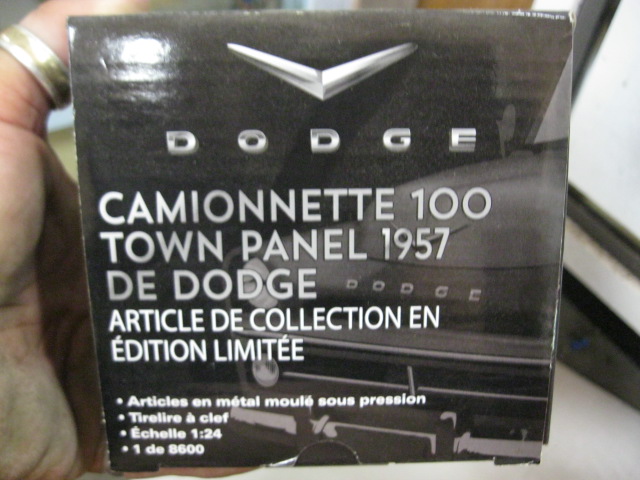 DODGE
CAMIONNETTE 100
TOWN PANEL 1957
DE DODGE
DODGE
ARTICLE DE COLLECTION EN
ÉDITION LIMITÉE
• Articles en métal moulé sous pression
• Tirelire à clef
• Échelle 1:24
• 1 de 8600